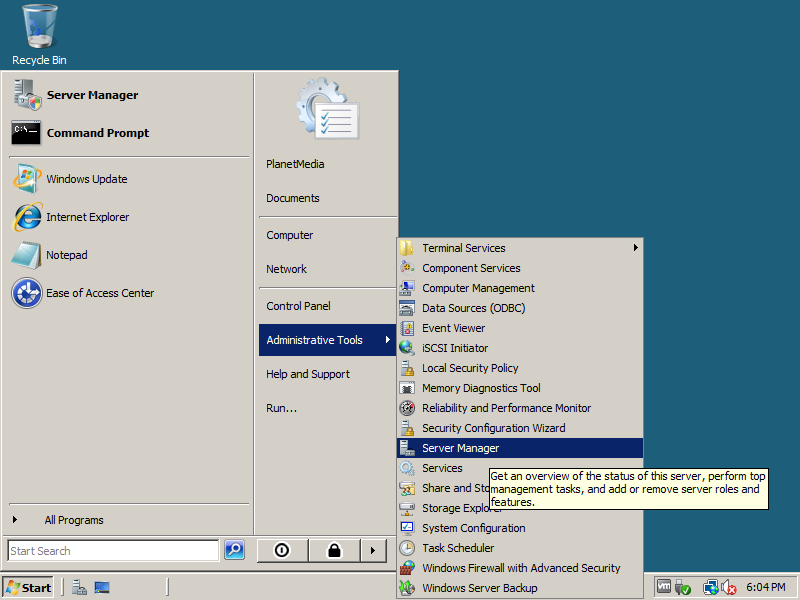 Recycle Bin
Server Manager
C:\_
Command Prompt
Windows Update
Internet Explorer
Notepad
Ease of Access Center
All Programs
Start Search
PlanetMedia
Documents
Computer
Network
Control Panel
Administrative Tools
Help and Support
Run...
Terminal Services
Component Services
Computer Management
Data Sources (ODBC)
Event Viewer
iSCSI Initiator
Local Security Policy
Memory Diagnostics Tool
Reliability and Performance Monitor
Security Configuration Wizard
Server Manager
Services
Share and Sto
Storage Explor
System Configuration
Task Scheduler
Windows Firewall with Advanced Security
Windows Server Backup
Get an overview of the status of this server, perform top
management tasks, and add or remove server roles and
features.
Start
vm
6:04 PM